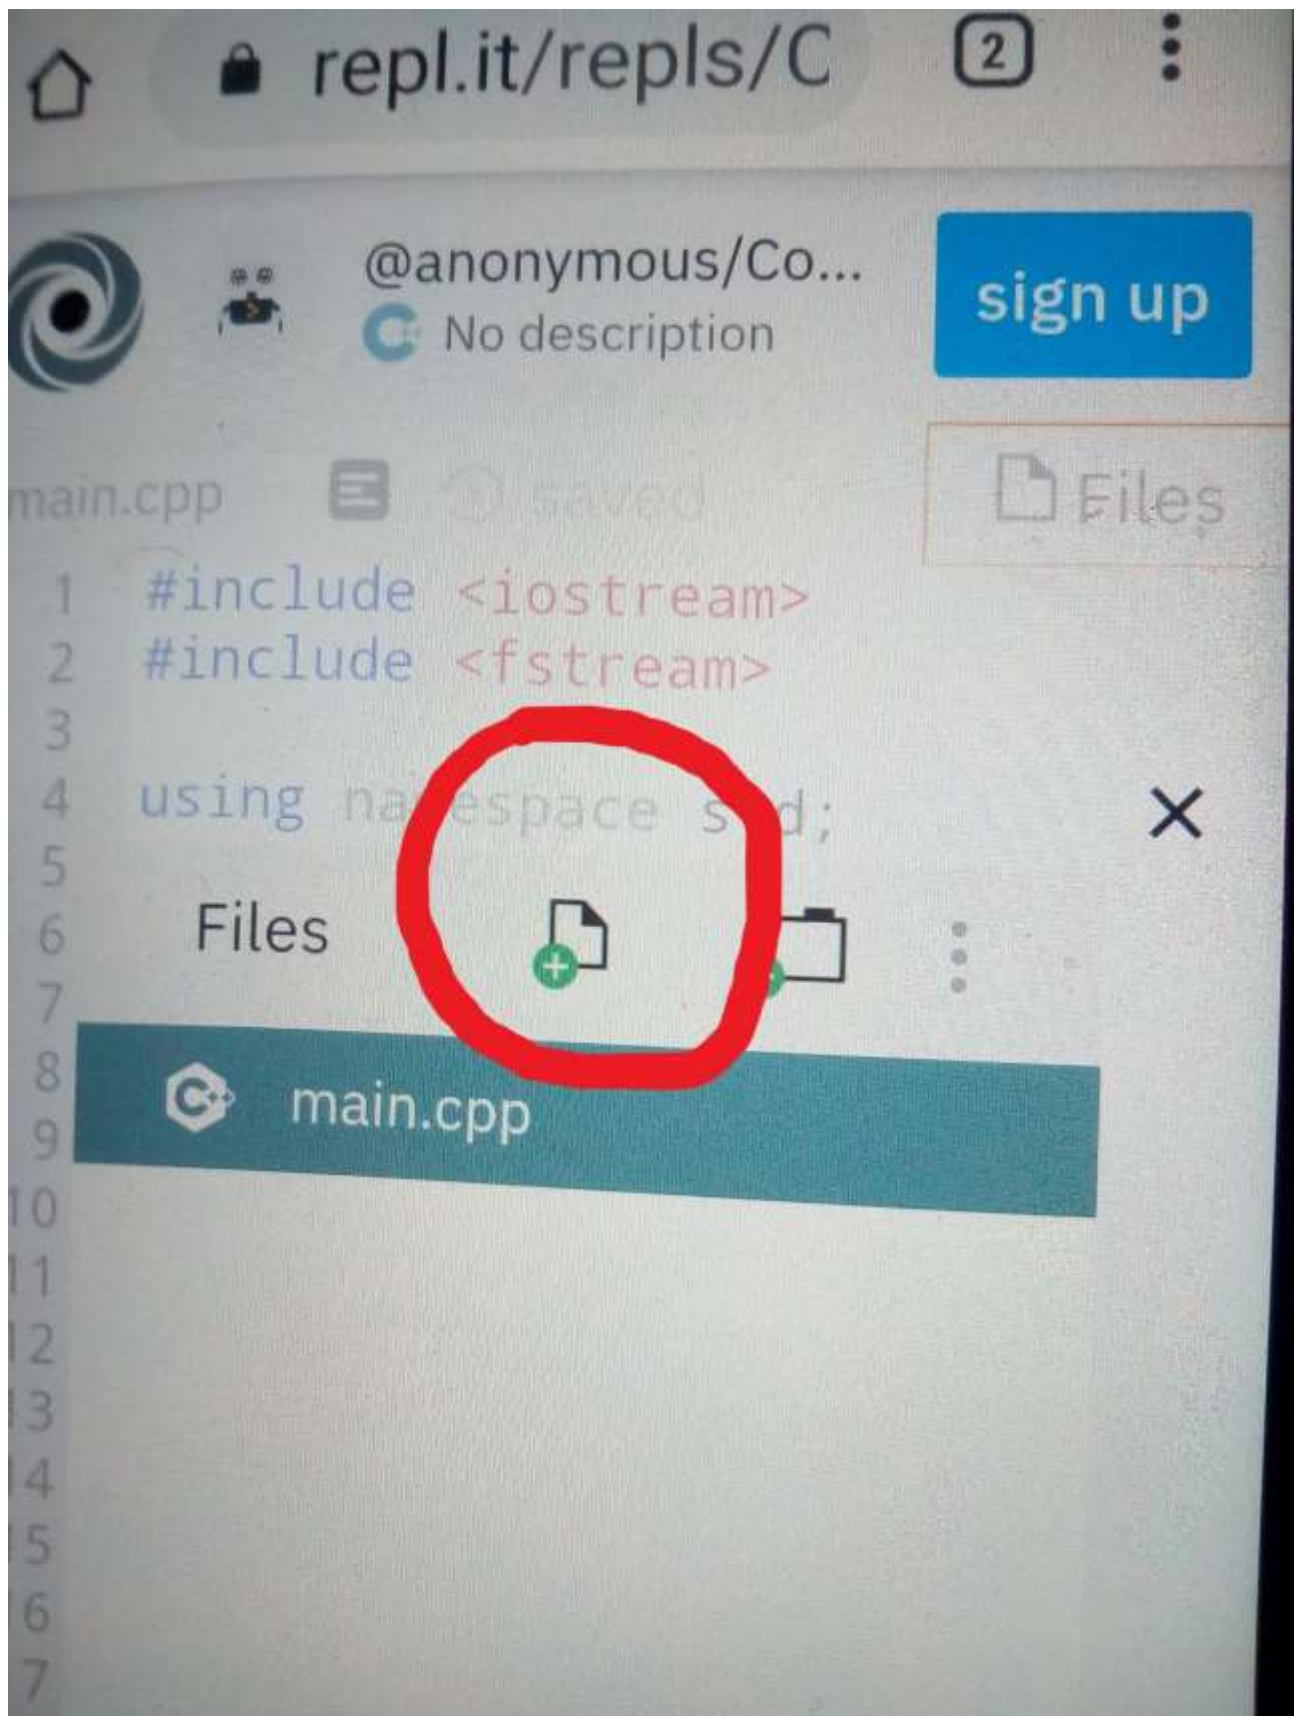 repl.it/repls/C
2
@anonymous/Co...
No description
sign up
main.cpp
saved
Files
1 #include <iostream>
2 #include <fstream>
3
4 using namespace std;
5
6
Files
7
8
main.cpp
9
10
11
12
13
14
15
16
17